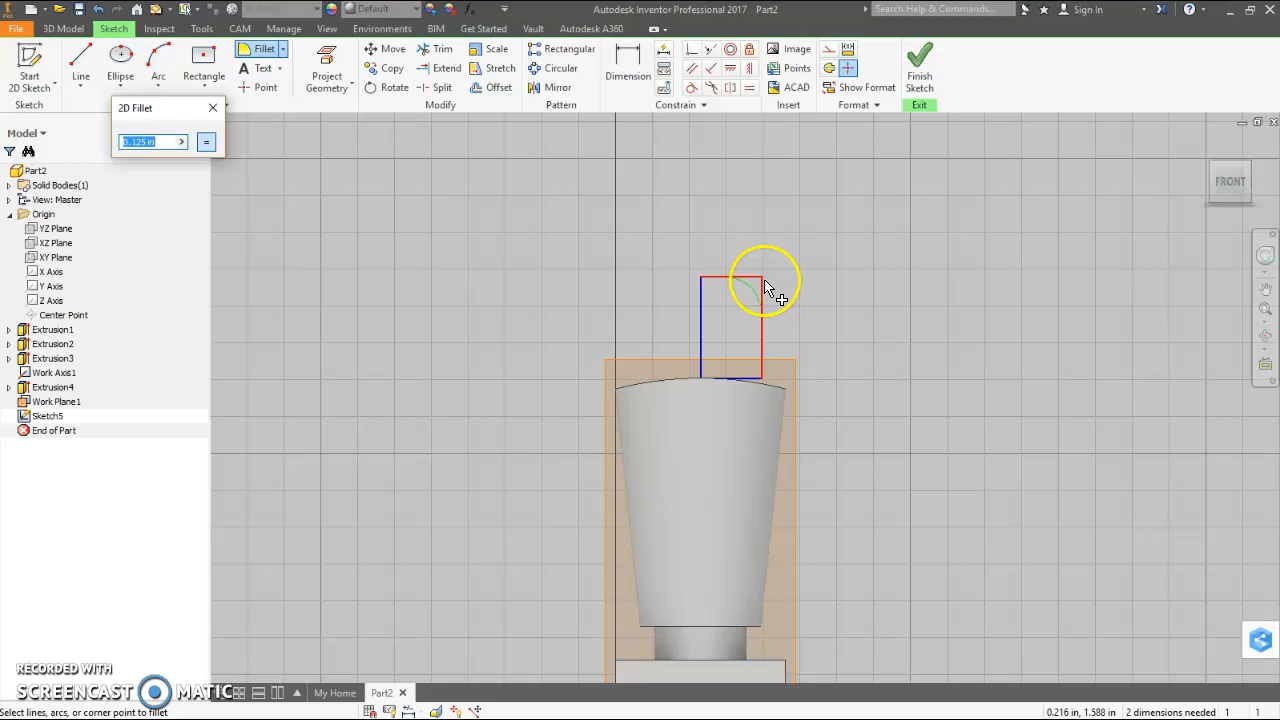 Default
Autodesk Inventor Professional 2017 Part2
Search Help & Commands...
Sign In
File 3D Model Sketch Inspect Tools Manage View Environments BIM Get Started Vault Autodesk A360
Start 2D Sketch
Line
Ellipse
Arc
Rectangle
Fillet
Text
Point
Project Geometry
Move Trim Scale
Copy Extend Stretch
Rotate Split Offset
Rectangular
Circular
Mirror
Dimension
Image
Points
ACAD
Show Format
Finish Sketch
Sketch
Modify
Pattern
Constrain
Insert
Format
Exit
CAM
2D Fillet
0.125 in
=
Model
Part2
Solid Bodies(1)
View: Master
Origin
YZ Plane
XZ Plane
XY Plane
X Axis
Y Axis
Z Axis
Center Point
Extrusion1
Extrusion2
Extrusion3
Work Axis1
Extrusion4
Work Plane1
Sketch5
End of Part
FRONT
RECORDED WITH
SCREENCAST MATIC
My Home
Part2
Select lines, arcs, or corner point to fillet
0.216 in, 1.588 in
2 dimensions needed
1
1